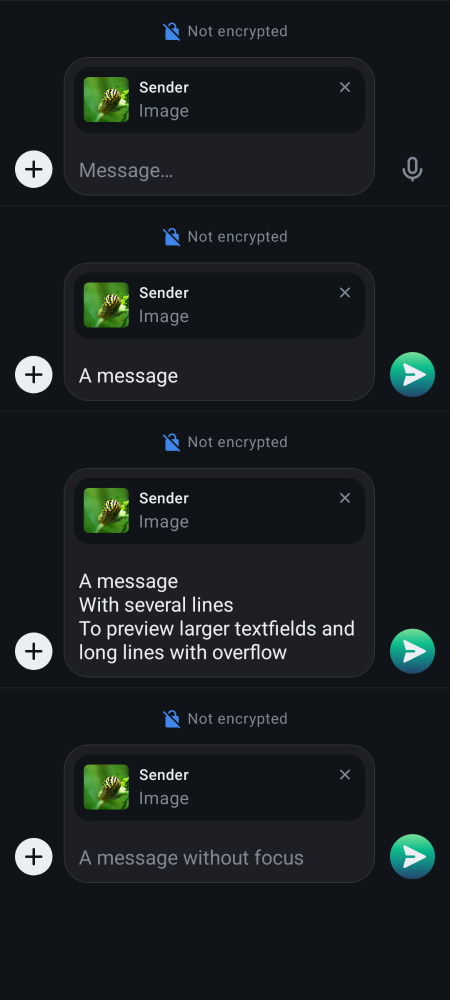 Not encrypted
Sender
Image
Message…
Not encrypted
Sender
Image
A message
Not encrypted
Sender
Image
A message
With several lines
To preview larger textfields and
long lines with overflow
Not encrypted
Sender
Image
A message without focus